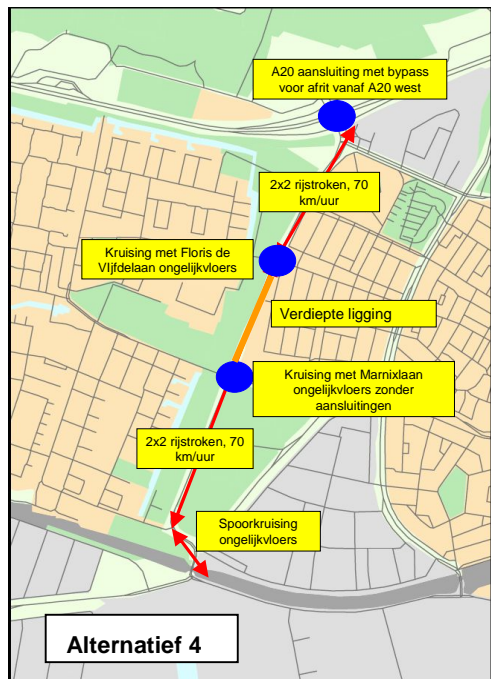 A20 aansluiting met bypass
voor afrit vanaf A20 west
2x2 rijstroken, 70
km/uur
Kruising met Floris de
VIjfdelaan ongelijkvloers
Verdiepte ligging
Kruising met Marnixlaan
ongelijkvloers zonder
aansluitingen
2x2 rijstroken, 70
km/uur
Spoorkruising
ongelijkvloers
Alternatief 4